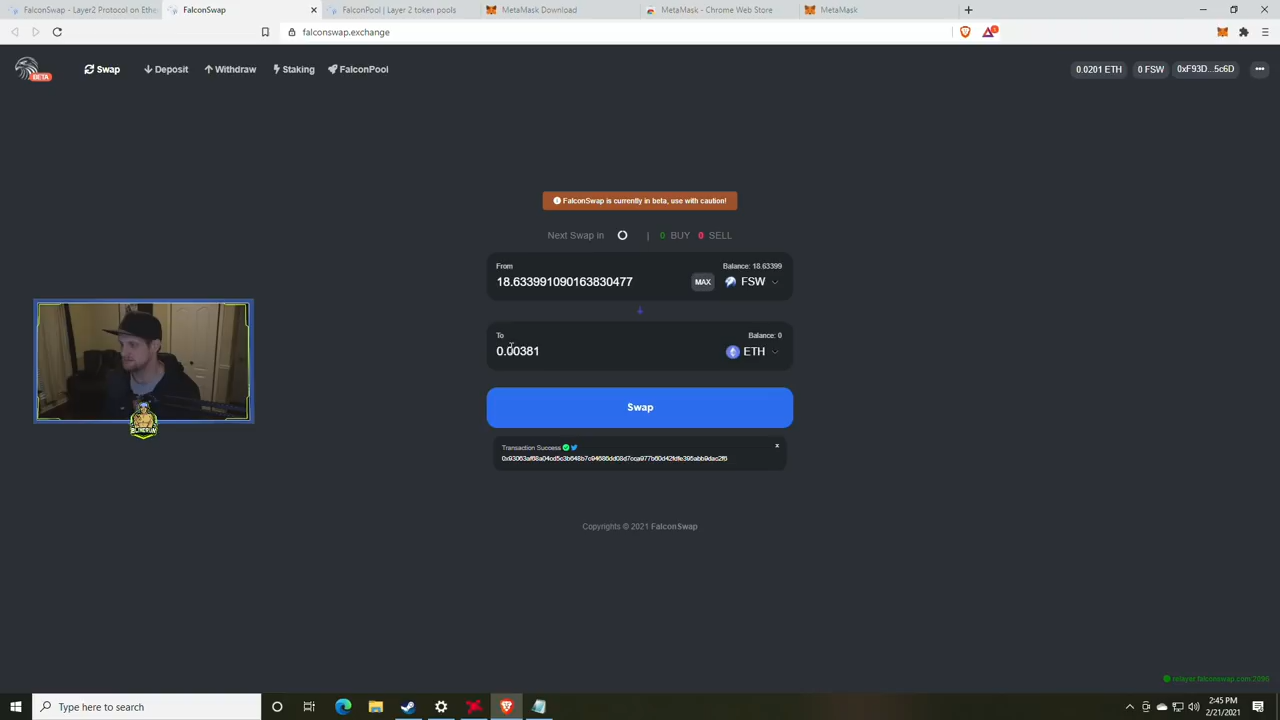 FalconSwap - Layer2 Protocol on Ethe
FalconSwap
FalconPool | Layer 2 token pools
MetaMask Download
MetaMask - Chrome Web Store
MetaMask
falconswap.exchange
1
BETA
Swap
Deposit
Withdraw
Staking
FalconPool
0.0201 ETH
0 FSW
0xF93D...5c6D
FalconSwap is currently in beta, use with caution!
Next Swap in | 0 BUY 0 SELL
From
Balance: 18.63399
18.633991090163830477
MAX
FSW
To
Balance: 0
0.00381
ETH
Swap
Transaction Success
x
Copyrights © 2021 FalconSwap
Type here to search
2:45 PM
2/21/2021